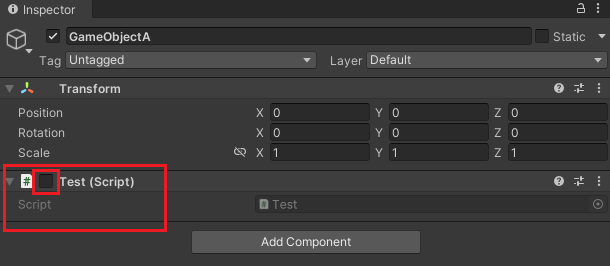 Inspector
GameObjectA Static
Tag Untagged Layer Default
Transform
Position X 0 Y 0 Z 0
Rotation X 0 Y 0 Z 0
Scale X 1 Y 1 Z 1
# Test (Script)
Script # Test
Add Component